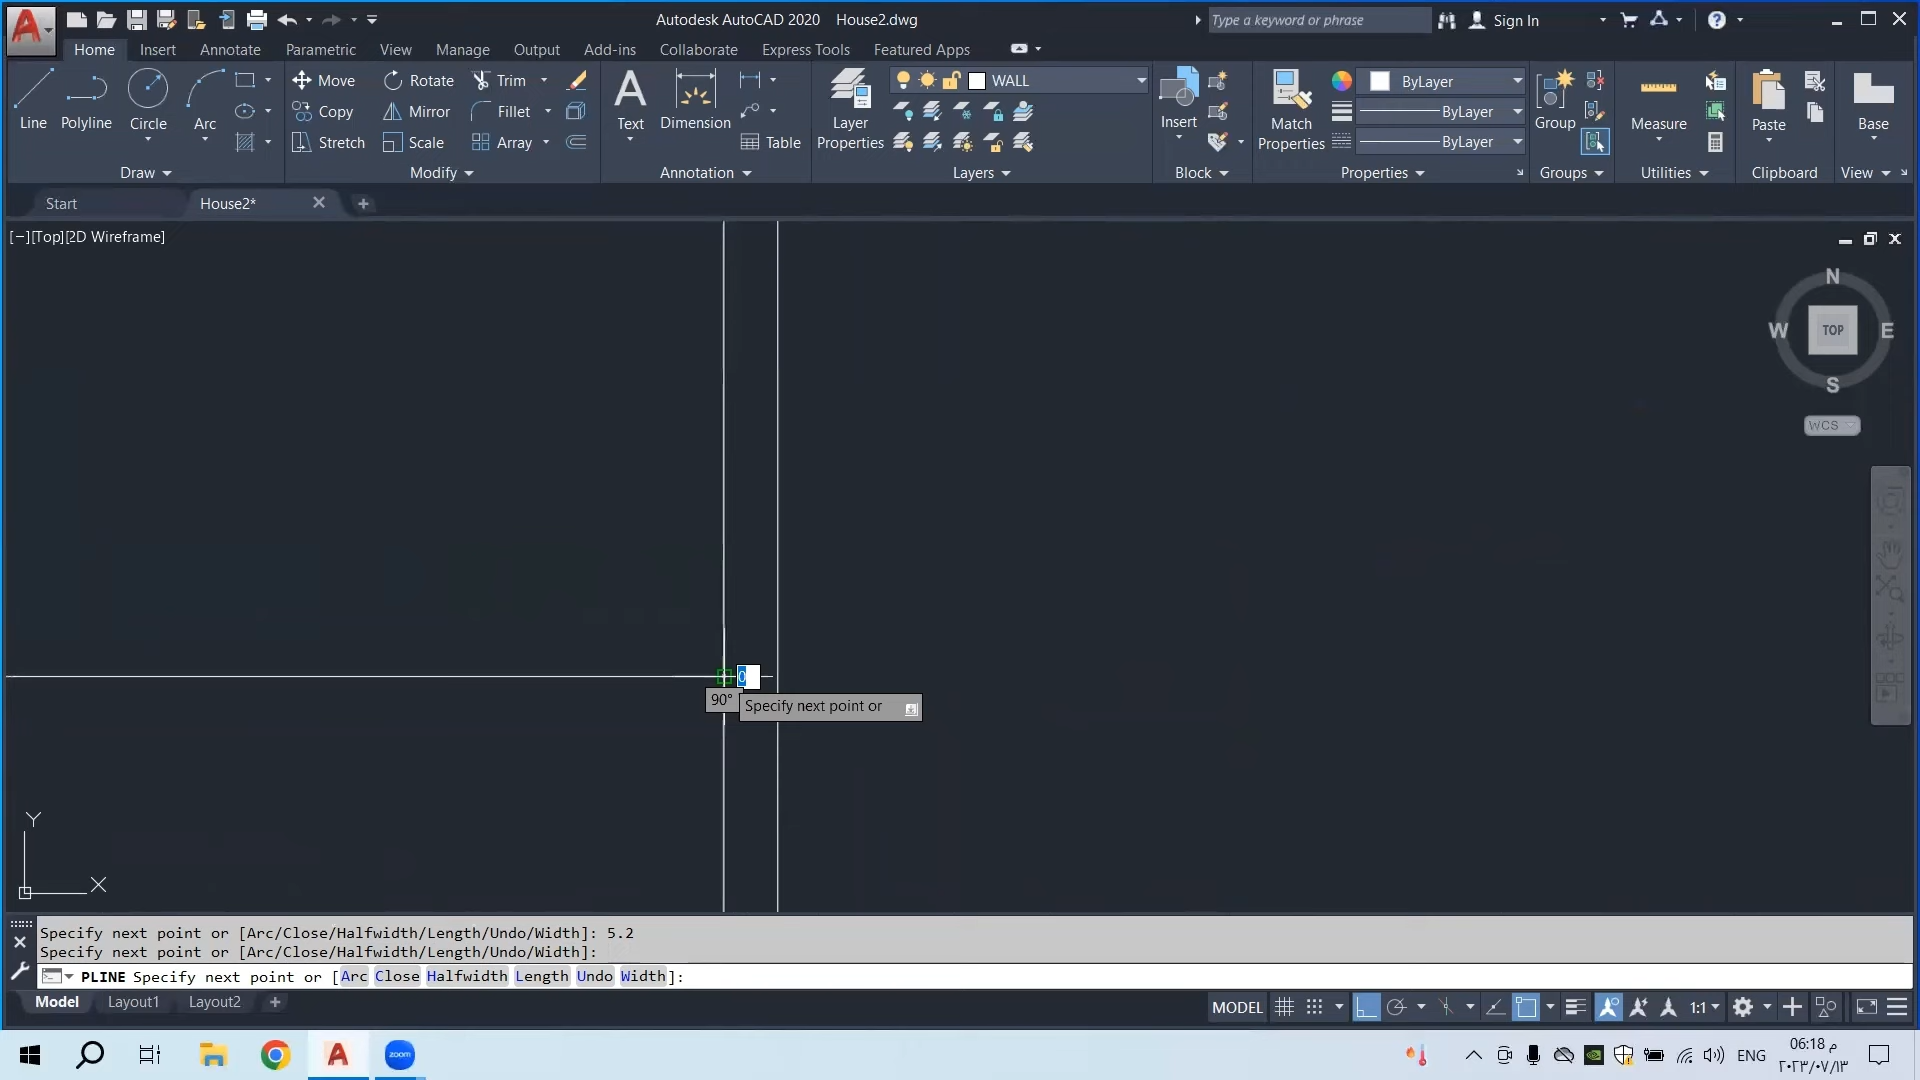 Autodesk AutoCAD 2020 House2.dwg
Type a keyword or phrase
Sign In
Home Insert Annotate Parametric View Manage Output Add-ins Collaborate Express Tools Featured Apps
Line Polyline Circle Arc
Move Rotate Trim
Copy Mirror Fillet
Stretch Scale Array
Text Dimension Table
Layer Properties
WALL
Insert
Match Properties
ByLayer
ByLayer
ByLayer
Group
Measure
Paste
Base
Draw Modify Annotation Layers Block Properties Groups Utilities Clipboard View
Start House2*
[−][Top][2D Wireframe]
N
W TOP E
S
WCS
0
90° Specify next point or
Y
X
Specify next point or [Arc/Close/Halfwidth/Length/Undo/Width]: 5.2
Specify next point or [Arc/Close/Halfwidth/Length/Undo/Width]:
PLINE Specify next point or [Arc Close Halfwidth Length Undo Width]:
Model Layout1 Layout2
MODEL 1:1
zoom
ENG
06:18 م
٢٠٢٣/٠٧/١٣